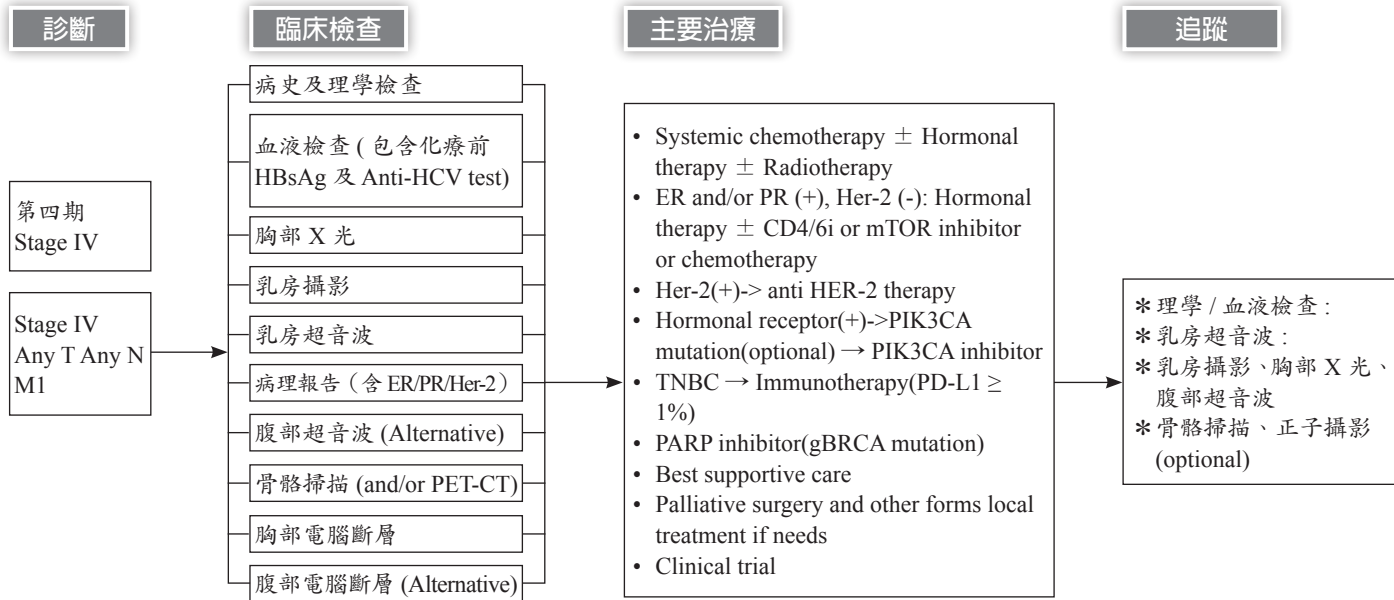 診斷
臨床檢查
主要治療
追蹤
第四期
Stage IV
Stage IV
Any T Any N
M1
病史及理學檢查
血液檢查 ( 包含化療前
HBsAg 及 Anti-HCV test)
胸部 X 光
乳房攝影
乳房超音波
病理報告（含 ER/PR/Her-2）
腹部超音波 (Alternative)
骨骼掃描 (and/or PET-CT)
胸部電腦斷層
腹部電腦斷層 (Alternative)
• Systemic chemotherapy ± Hormonal
therapy ± Radiotherapy
• ER and/or PR (+), Her-2 (-): Hormonal
therapy ± CD4/6i or mTOR inhibitor
or chemotherapy
• Her-2(+)-> anti HER-2 therapy
• Hormonal receptor(+)->PIK3CA
mutation(optional) → PIK3CA inhibitor
• TNBC → Immunotherapy(PD-L1 ≥
1%)
• PARP inhibitor(gBRCA mutation)
• Best supportive care
• Palliative surgery and other forms local
treatment if needs
• Clinical trial
＊理學 / 血液檢查 :
＊乳房超音波 :
＊乳房攝影、胸部 X 光、
腹部超音波
＊骨骼掃描、正子攝影
(optional)